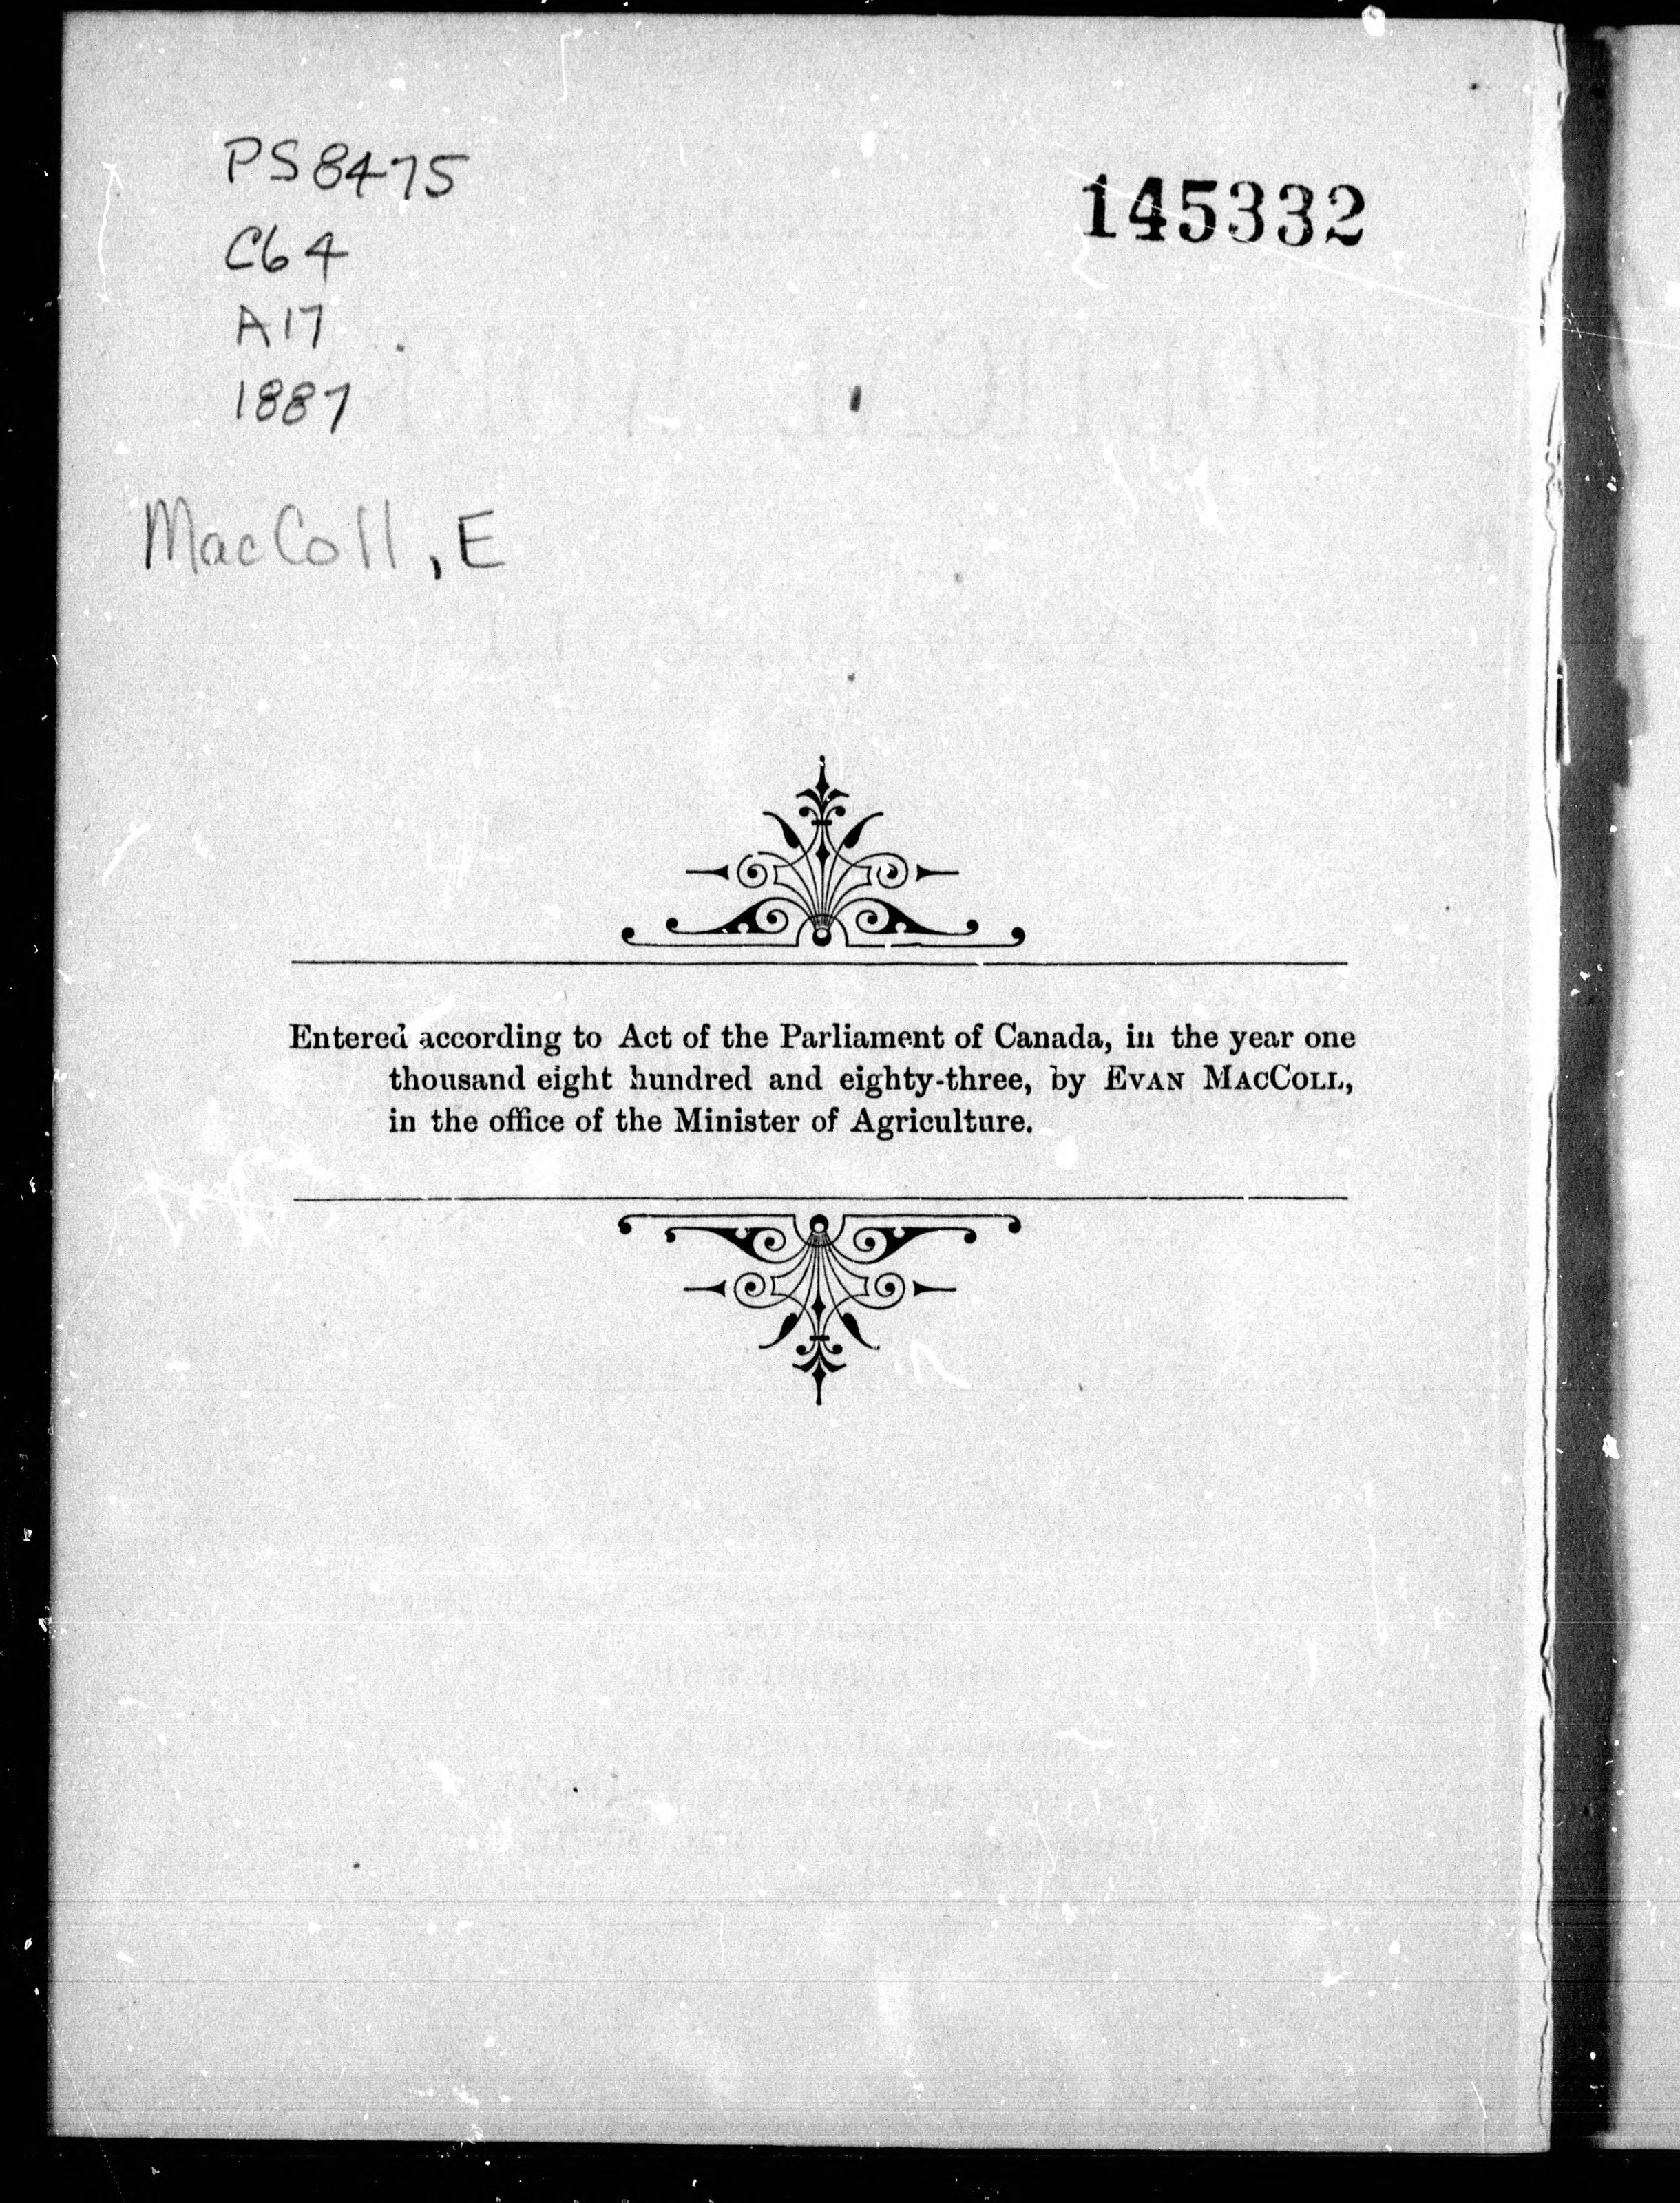 PS8475
C64
A17
1887
145332
MacColl, E
Entered according to Act of the Parliament of Canada, in the year one
thousand eight hundred and eighty-three, by EVAN MACCOLL,
in the office of the Minister of Agriculture.